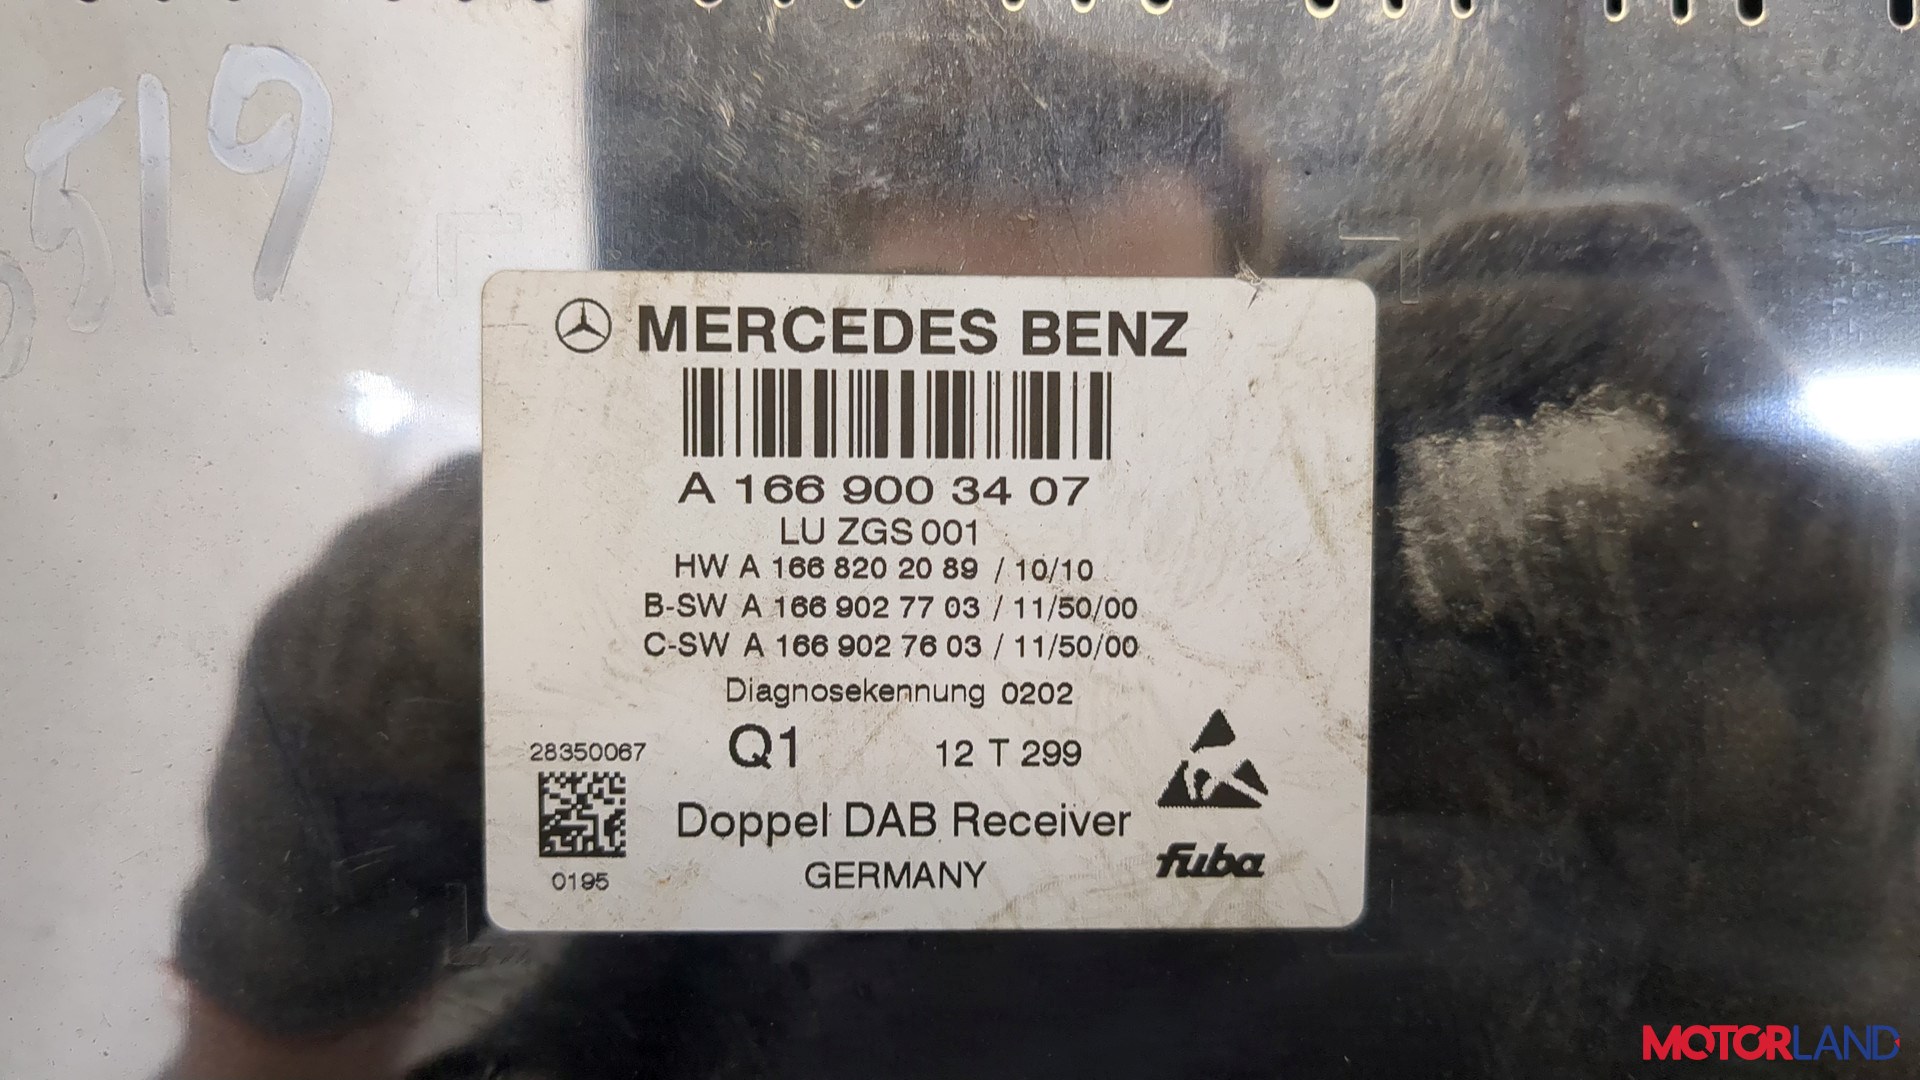 519
MERCEDES BENZ
A 166 900 34 07
LU ZGS 001
HW A 166 820 20 89 / 10/10
B-SW A 166 902 77 03 / 11/50/00
C-SW A 166 902 76 03 / 11/50/00
Diagnosekennung 0202
28350067 Q1 12 T 299
Doppel DAB Receiver
0195 GERMANY fuba
MOTORLAND